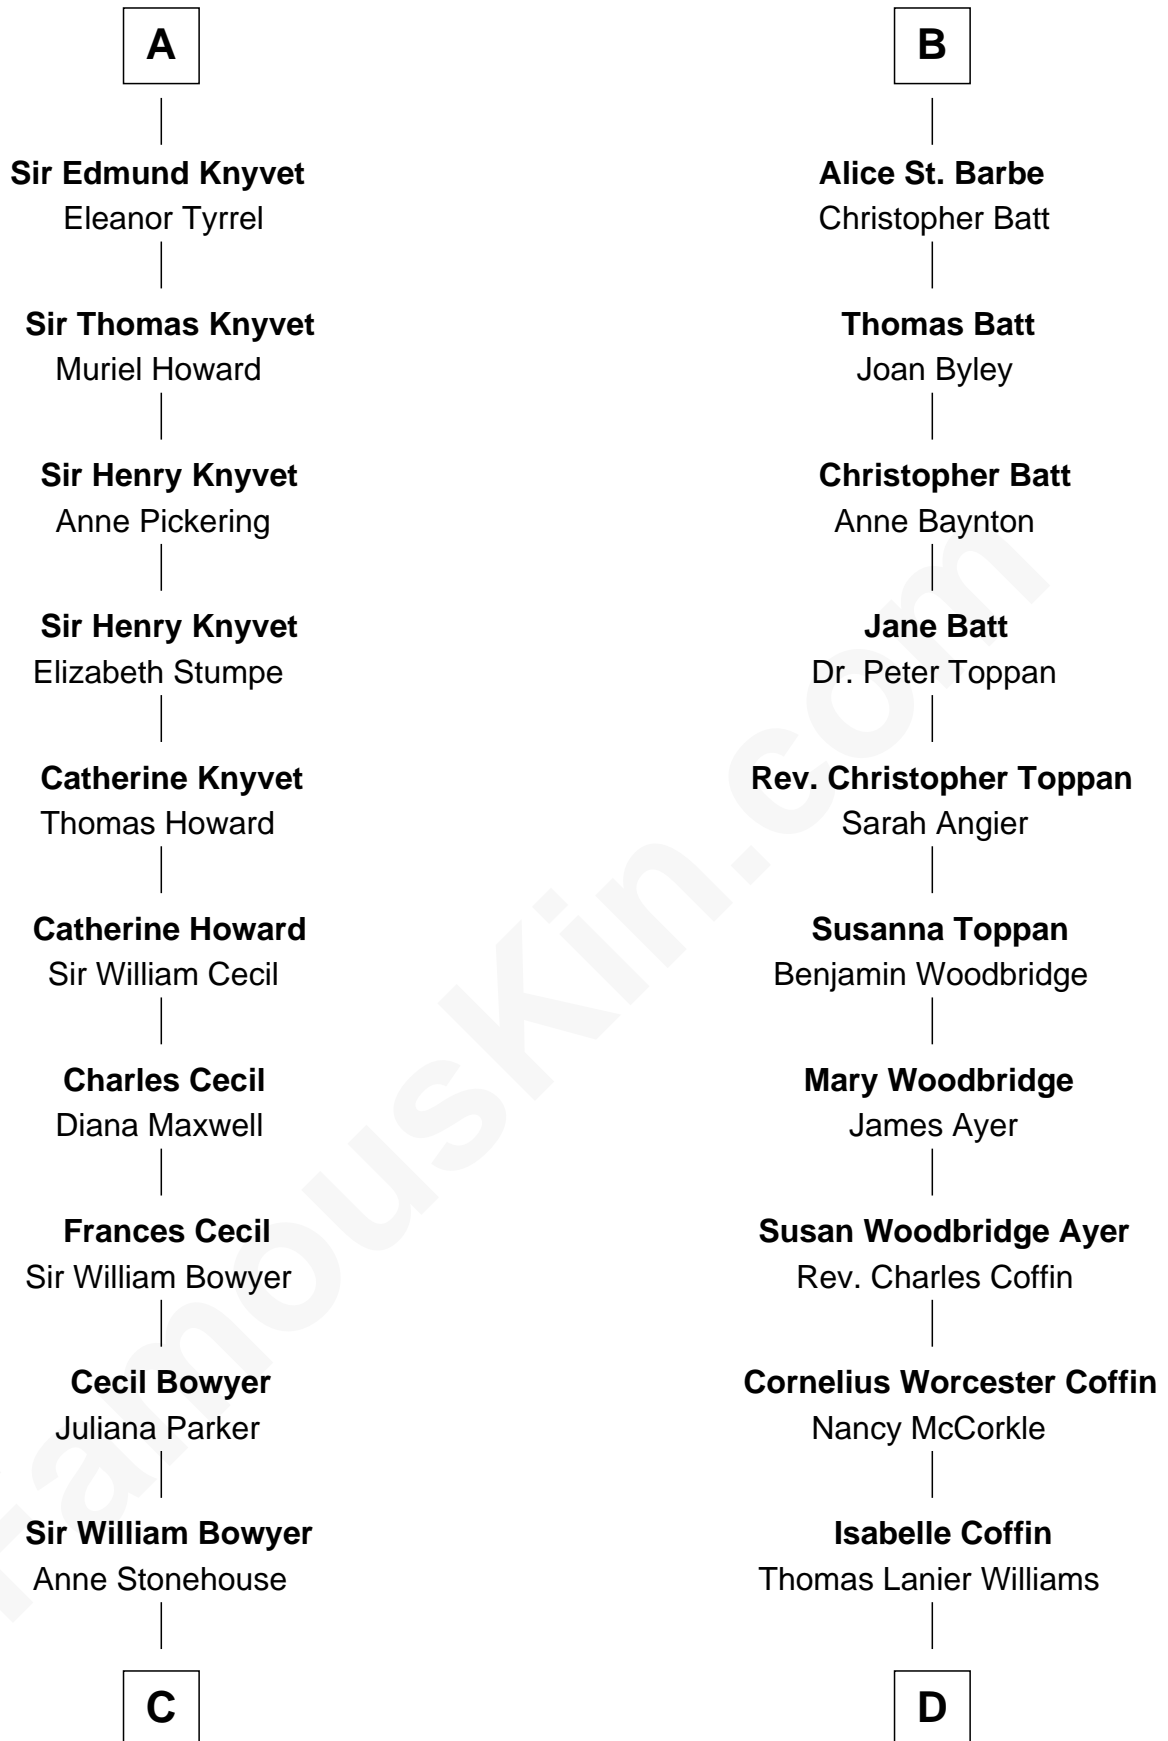 A
Sir Edmund Knyvet
Eleanor Tyrrel
Sir Thomas Knyvet
Muriel Howard
Sir Henry Knyvet
Anne Pickering
Sir Henry Knyvet
Elizabeth Stumpe
Catherine Knyvet
Thomas Howard
Catherine Howard
Sir William Cecil
Charles Cecil
Diana Maxwell
Frances Cecil
Sir William Bowyer
Cecil Bowyer
Juliana Parker
Sir William Bowyer
Anne Stonehouse
C
B
Alice St. Barbe
Christopher Batt
Thomas Batt
Joan Byley
Christopher Batt
Anne Baynton
Jane Batt
Dr. Peter Toppan
Rev. Christopher Toppan
Sarah Angier
Susanna Toppan
Benjamin Woodbridge
Mary Woodbridge
James Ayer
Susan Woodbridge Ayer
Rev. Charles Coffin
Cornelius Worcester Coffin
Nancy McCorkle
Isabelle Coffin
Thomas Lanier Williams
D
FamousKin.com